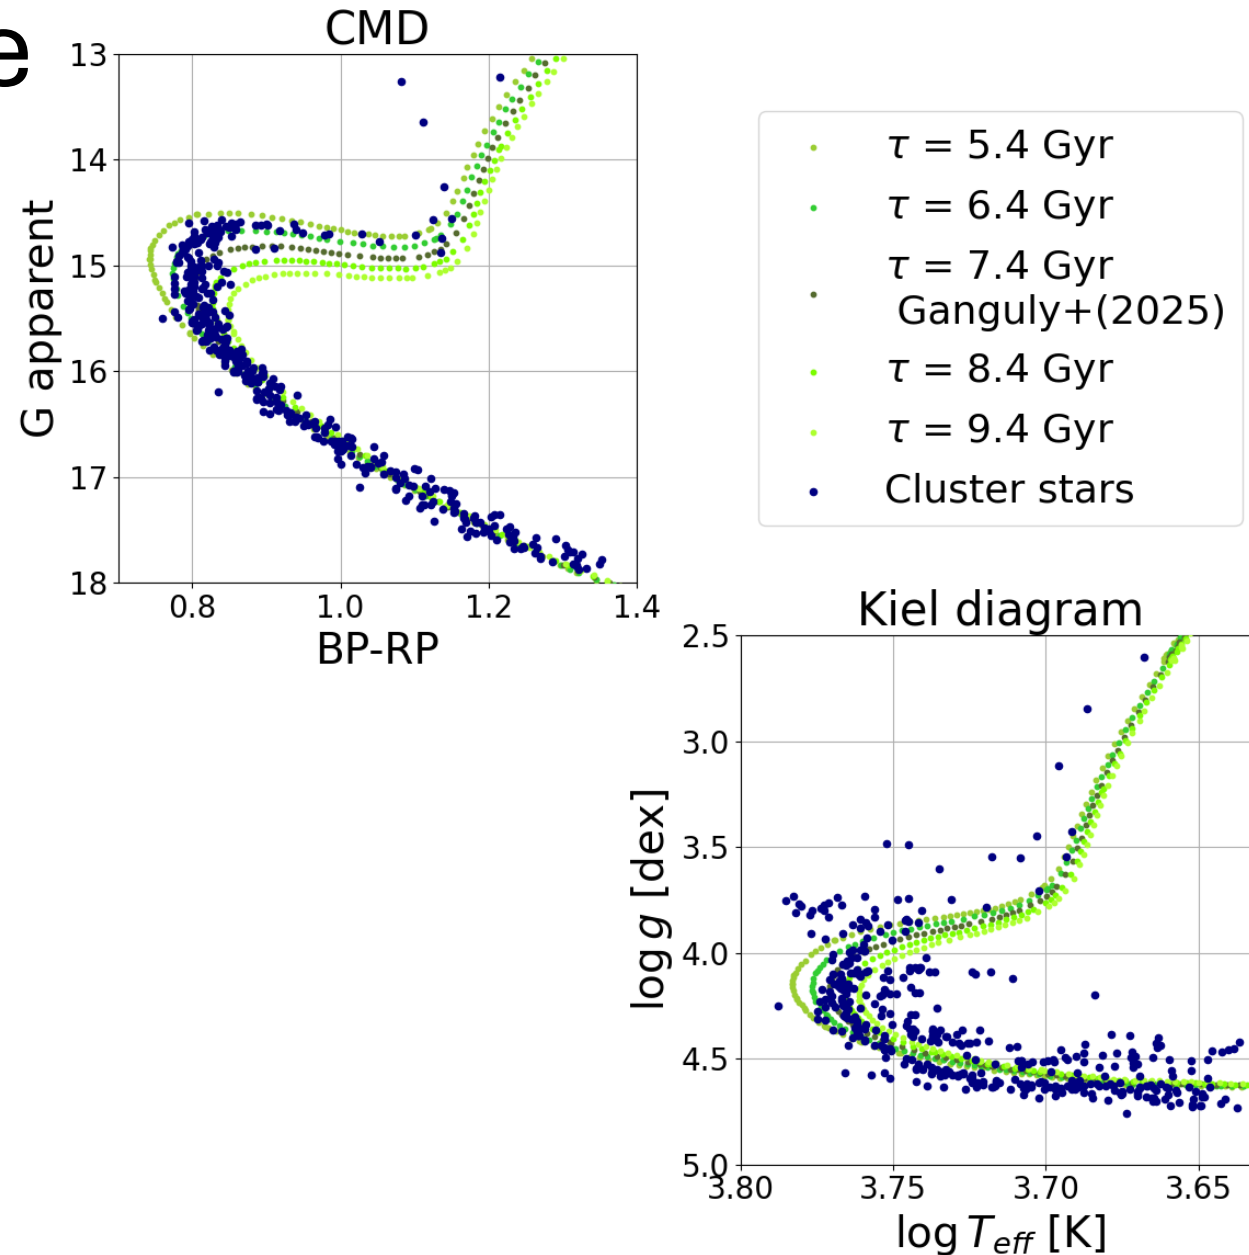 e
CMD
13
14
15
16
17
18
G apparent
0.8 1.0 1.2 1.4
BP-RP
τ = 5.4 Gyr
τ = 6.4 Gyr
τ = 7.4 Gyr
Ganguly+(2025)
τ = 8.4 Gyr
τ = 9.4 Gyr
Cluster stars
Kiel diagram
2.5
3.0
3.5
4.0
4.5
5.0
log g [dex]
3.80 3.75 3.70 3.65
log T_eff [K]